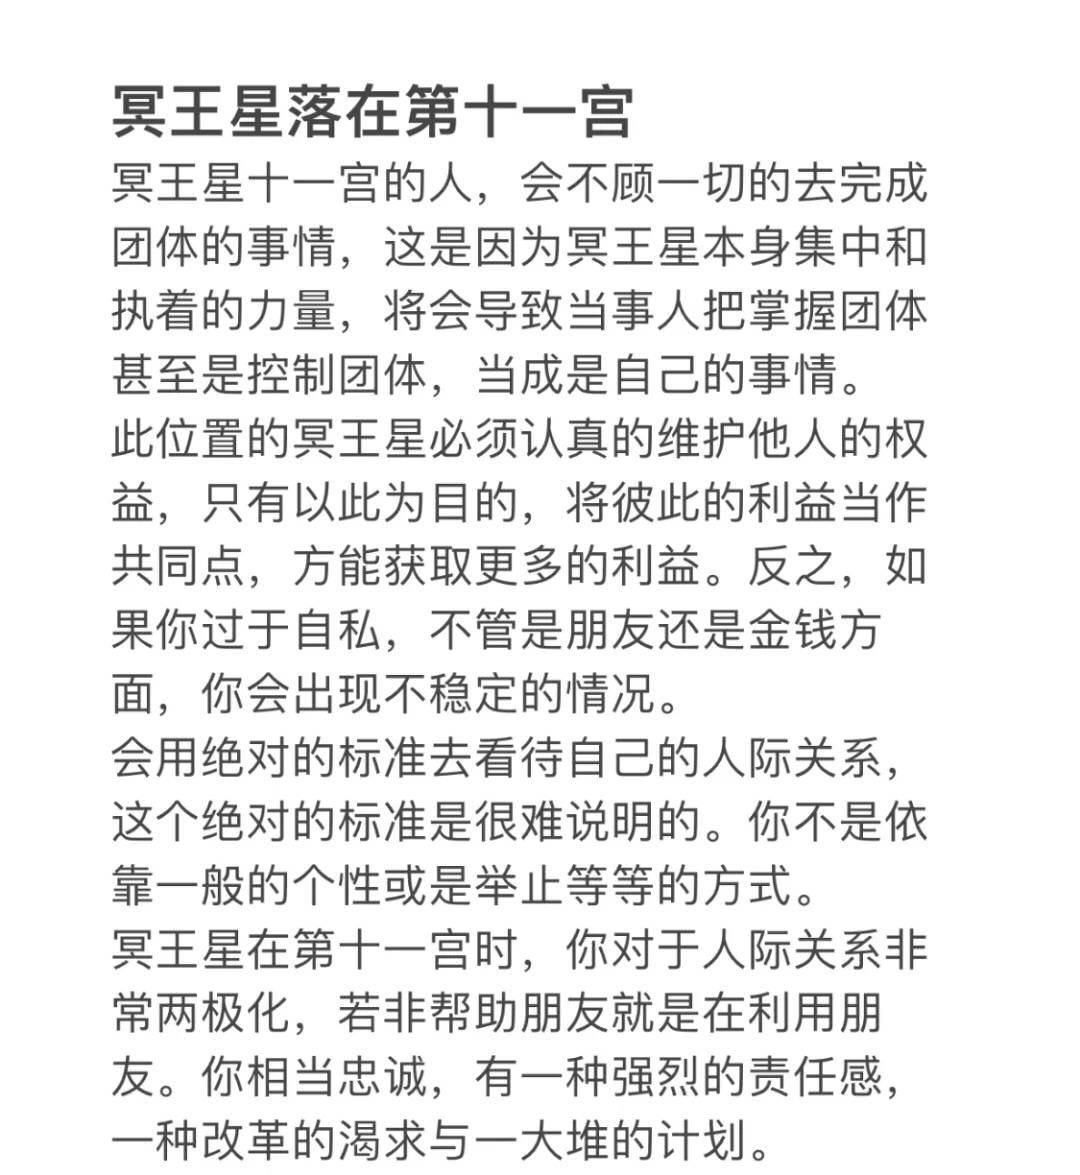 冥王星落在第十一宫
冥王星十一宫的人，会不顾一切的去完成
团体的事情，这是因为冥王星本身集中和
执着的力量，将会导致当事人把掌握团体
甚至是控制团体，当成是自己的事情。
此位置的冥王星必须认真的维护他人的权
益，只有以此为目的，将彼此的利益当作
共同点，方能获取更多的利益。反之，如
果你过于自私，不管是朋友还是金钱方
面，你会出现不稳定的情况。
会用绝对的标准去看待自己的人际关系，
这个绝对的标准是很难说明的。你不是依
靠一般的个性或是举止等等的方式。
冥王星在第十一宫时，你对于人际关系非
常两极化，若非帮助朋友就是在利用朋
友。你相当忠诚，有一种强烈的责任感，
一种改革的渴求与一大堆的计划。